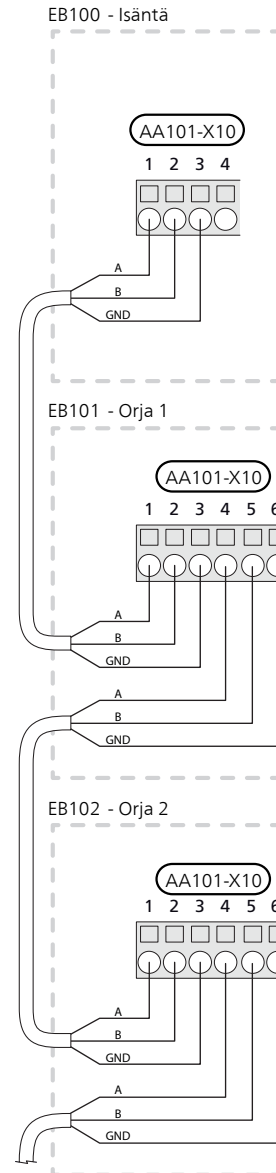 EB100 - Isäntä
AA101-X10
1 2 3 4
A
B
GND
EB101 - Orja 1
AA101-X10
1 2 3 4 5 6
A
B
GND
A
B
GND
EB102 - Orja 2
AA101-X10
1 2 3 4 5 6
A
B
GND
A
B
GND